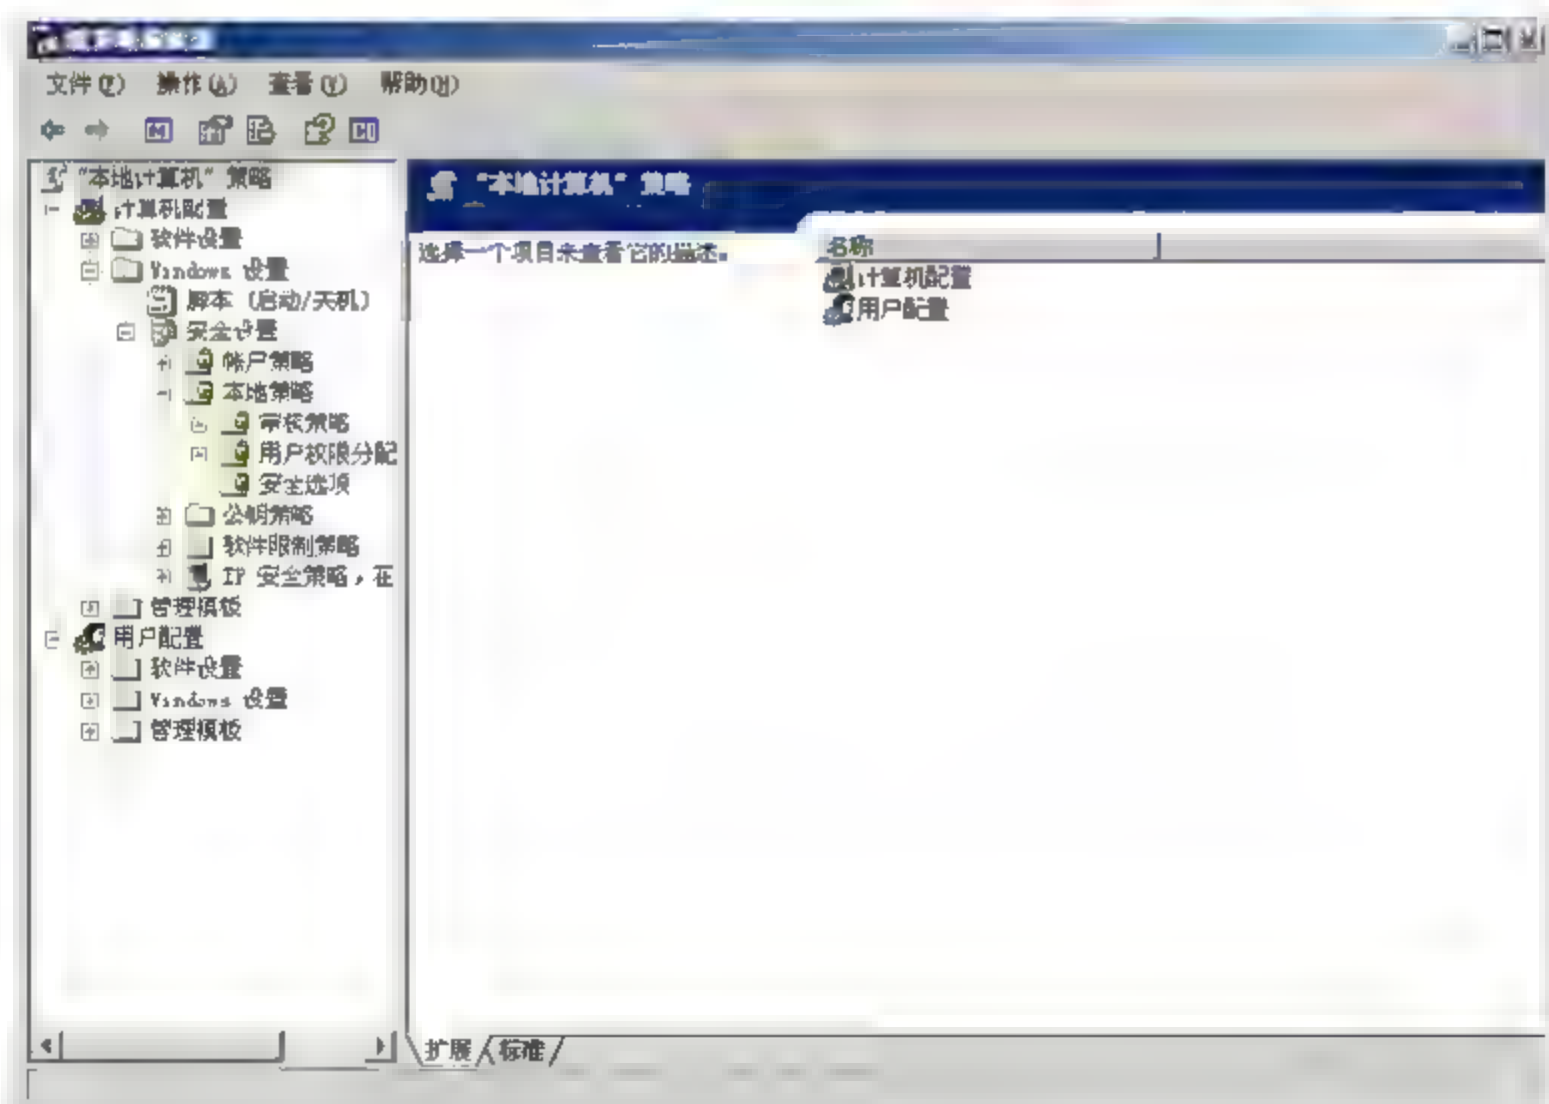 文件(F) 操作(A) 查看(V) 帮助(H)
"本地计算机" 策略
计算机配置
软件设置
Windows 设置
脚本 (启动/关机)
安全设置
帐户策略
本地策略
审核策略
用户权限分配
安全选项
公钥策略
软件限制策略
IP 安全策略，在
管理模板
用户配置
软件设置
Windows 设置
管理模板
"本地计算机" 策略
选择一个项目来查看它的描述。
名称
计算机配置
用户配置
扩展 标准